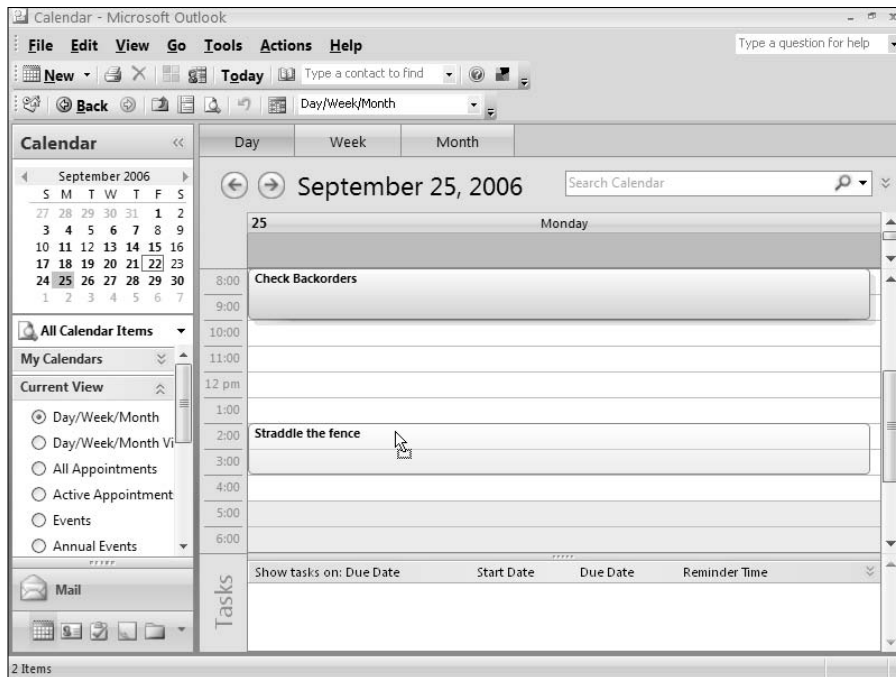 Calendar - Microsoft Outlook
File Edit View Go Tools Actions Help
Type a question for help
New Today Type a contact to find
Back Day/Week/Month
Calendar
September 2006
S M T W T F S
27 28 29 30 31 1 2
3 4 5 6 7 8 9
10 11 12 13 14 15 16
17 18 19 20 21 22 23
24 25 26 27 28 29 30
1 2 3 4 5 6 7
All Calendar Items
My Calendars
Current View
Day/Week/Month
Day/Week/Month Vi
All Appointments
Active Appointment
Events
Annual Events
Mail
Day Week Month
September 25, 2006
Search Calendar
25 Monday
8:00 Check Backorders
9:00
10:00
11:00
12 pm
1:00
2:00 Straddle the fence
3:00
4:00
5:00
6:00
Tasks
Show tasks on: Due Date Start Date Due Date Reminder Time
2 Items